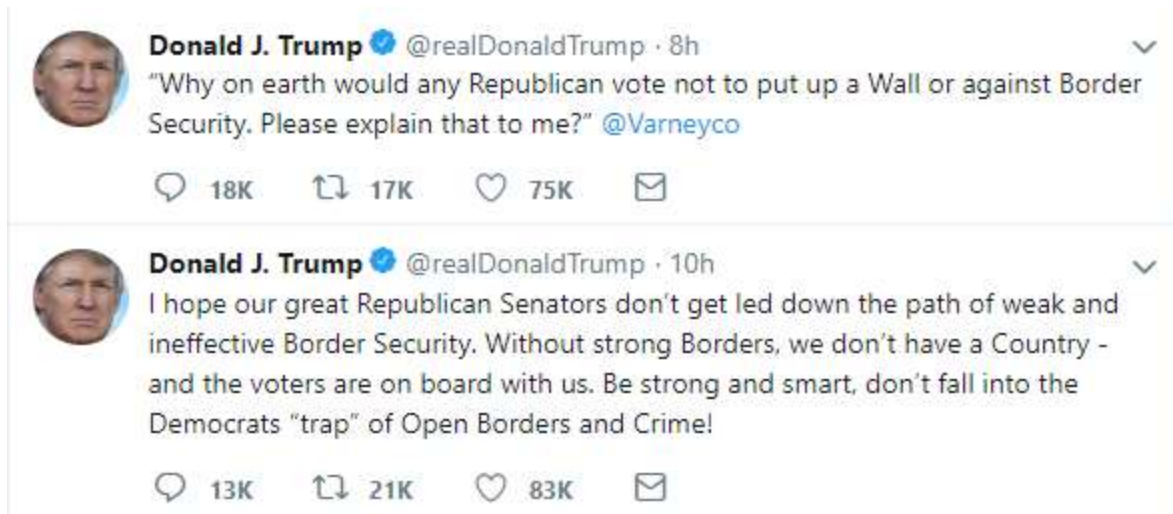 Donald J. Trump @realDonaldTrump · 8h
“Why on earth would any Republican vote not to put up a Wall or against Border
Security. Please explain that to me?” @Varneyco
18K 17K 75K
Donald J. Trump @realDonaldTrump · 10h
I hope our great Republican Senators don’t get led down the path of weak and
ineffective Border Security. Without strong Borders, we don’t have a Country -
and the voters are on board with us. Be strong and smart, don’t fall into the
Democrats “trap” of Open Borders and Crime!
13K 21K 83K